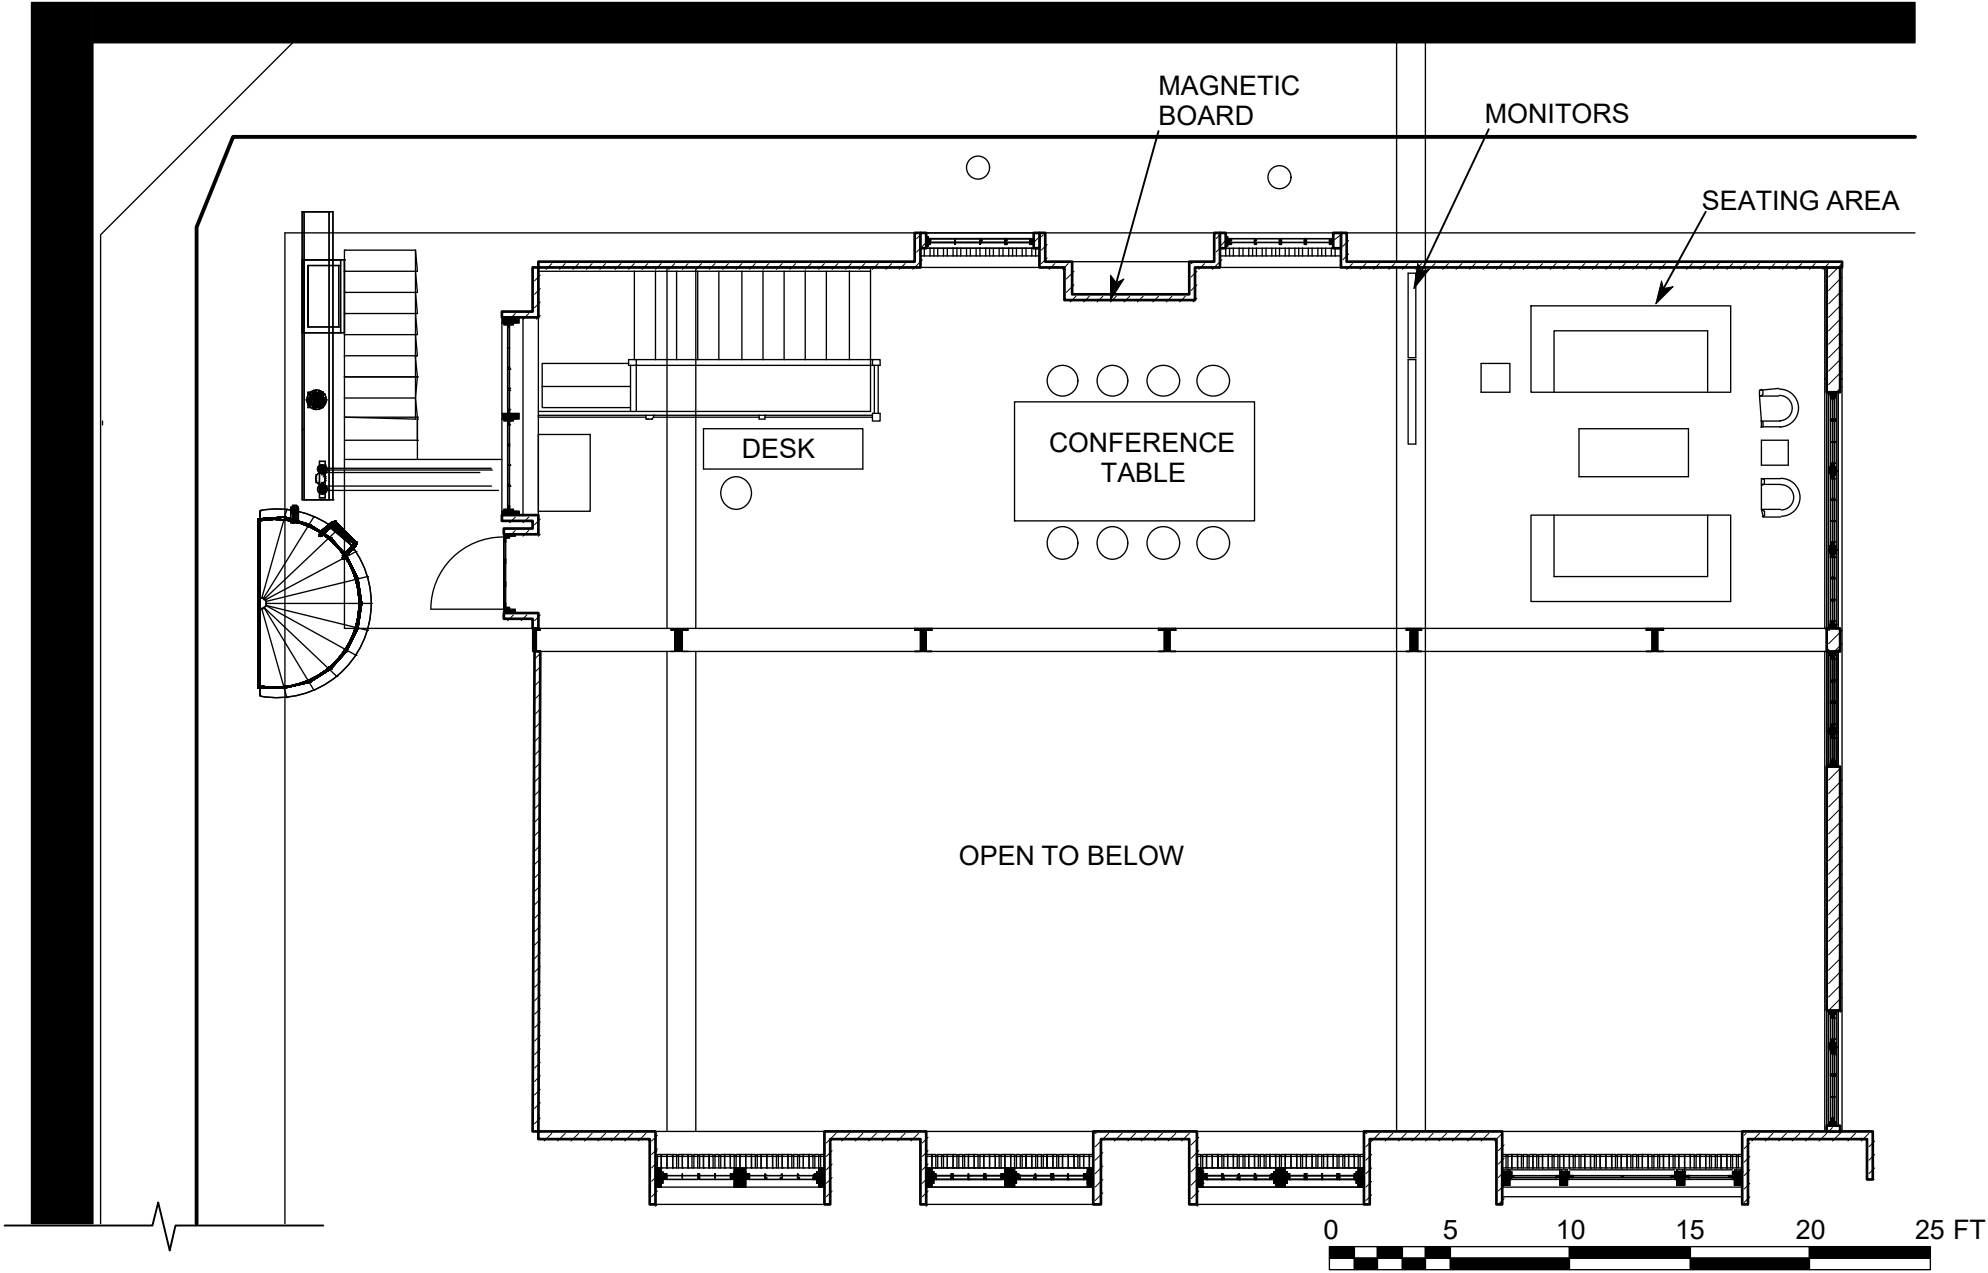 MAGNETIC
BOARD
MONITORS
SEATING AREA
DESK
CONFERENCE
TABLE
OPEN TO BELOW
0 5 10 15 20 25 FT